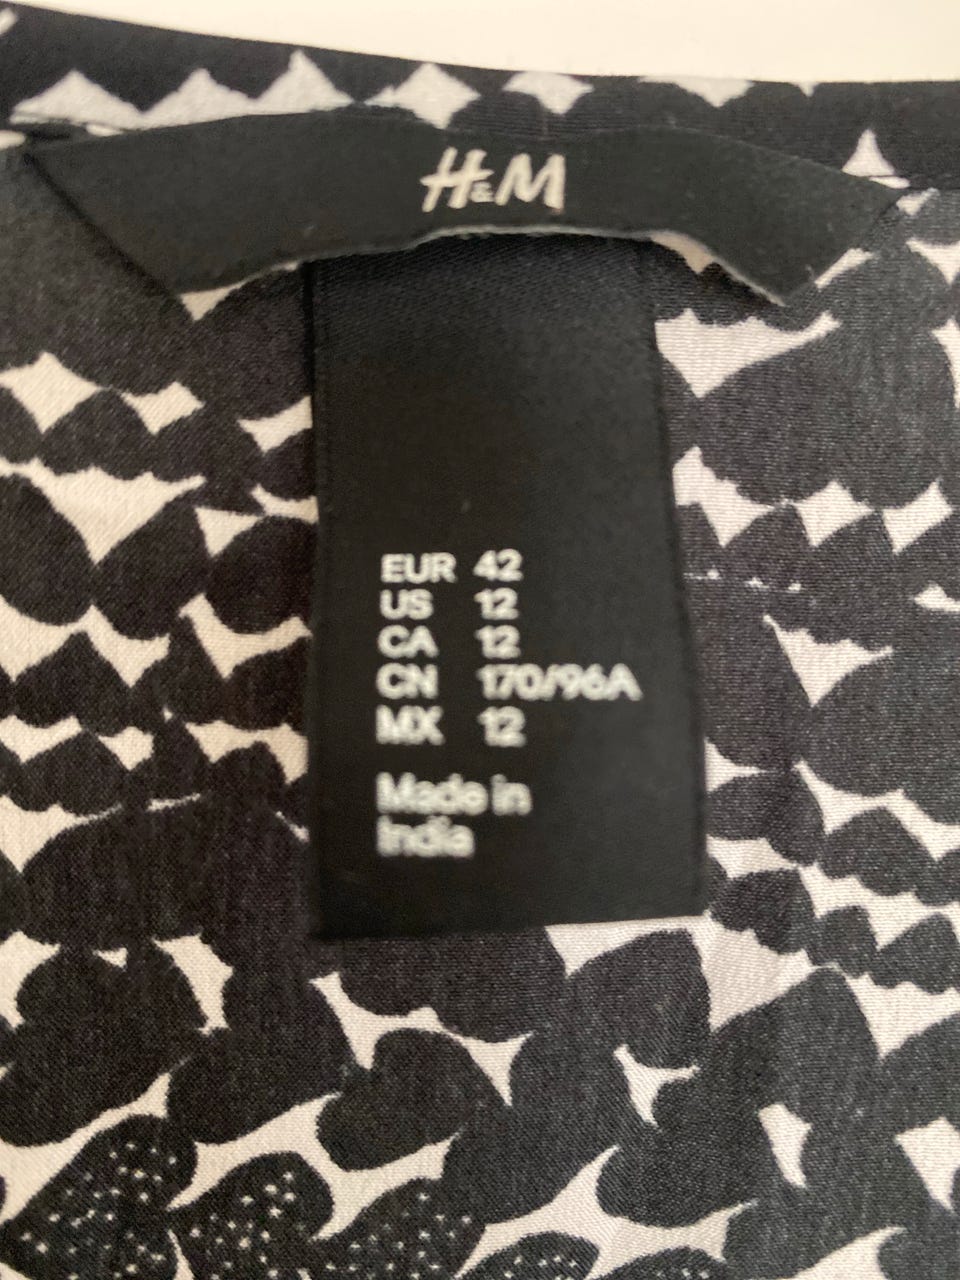 H&M
EUR 42
US 12
CA 12
CN 170/96A
MX 12
Made in
India